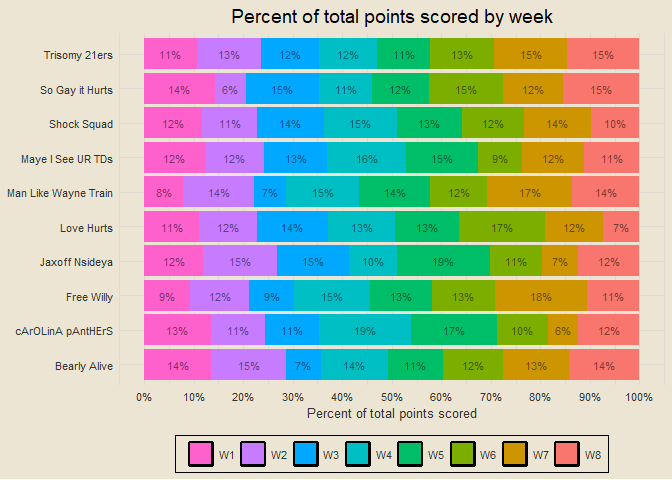 Percent of total points scored by week
Trisomy 21ers 11% 13% 12% 12% 11% 13% 15% 15%
So Gay it Hurts 14% 6% 15% 11% 12% 15% 12% 15%
Shock Squad 12% 11% 14% 15% 13% 12% 14% 10%
Maye I See UR TDs 12% 12% 13% 16% 15% 9% 12% 11%
Man Like Wayne Train 8% 14% 7% 15% 14% 12% 17% 14%
Love Hurts 11% 12% 14% 13% 13% 17% 12% 7%
Jaxoff Nsideya 12% 15% 15% 10% 19% 11% 7% 12%
Free Willy 9% 12% 9% 15% 13% 13% 18% 11%
cArOLinA pAntHErS 13% 11% 11% 19% 17% 10% 6% 12%
Bearly Alive 14% 15% 7% 14% 11% 12% 13% 14%
0% 10% 20% 30% 40% 50% 60% 70% 80% 90% 100%
Percent of total points scored
W1 W2 W3 W4 W5 W6 W7 W8